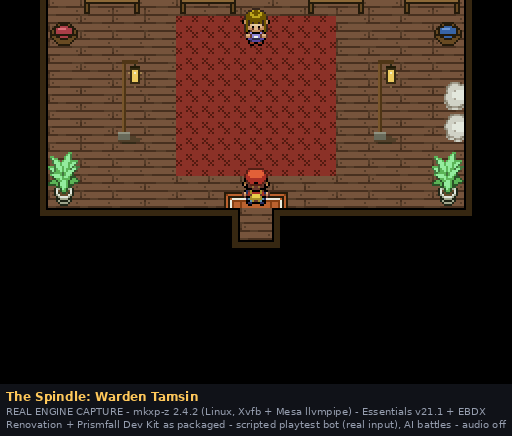 The Spindle: Warden Tamsin
REAL ENGINE CAPTURE - mkxp-z 2.4.2 (Linux, Xvfb + Mesa llvmpipe) - Essentials v21.1 + EBDX
Renovation + Prismfall Dev Kit as packaged - scripted playtest bot (real input), AI battles - audio off